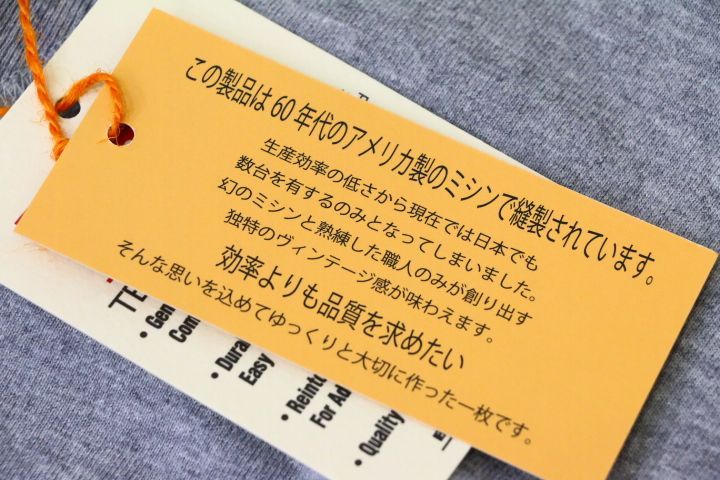 この製品は60年代のアメリカ製のミシンで縫製されています。
生産効率の低さから現在では日本でも
数台を有するのみとなってしまいました。
幻のミシンと熟練した職人のみが創り出す
独特のヴィンテージ感が味わえます。
効率よりも品質を求めたい
そんな思いを込めてゆっくりと大切に作った一枚です。
• Gen
Com
• Dura
Easy
• Reinf
For Ad
• Quality